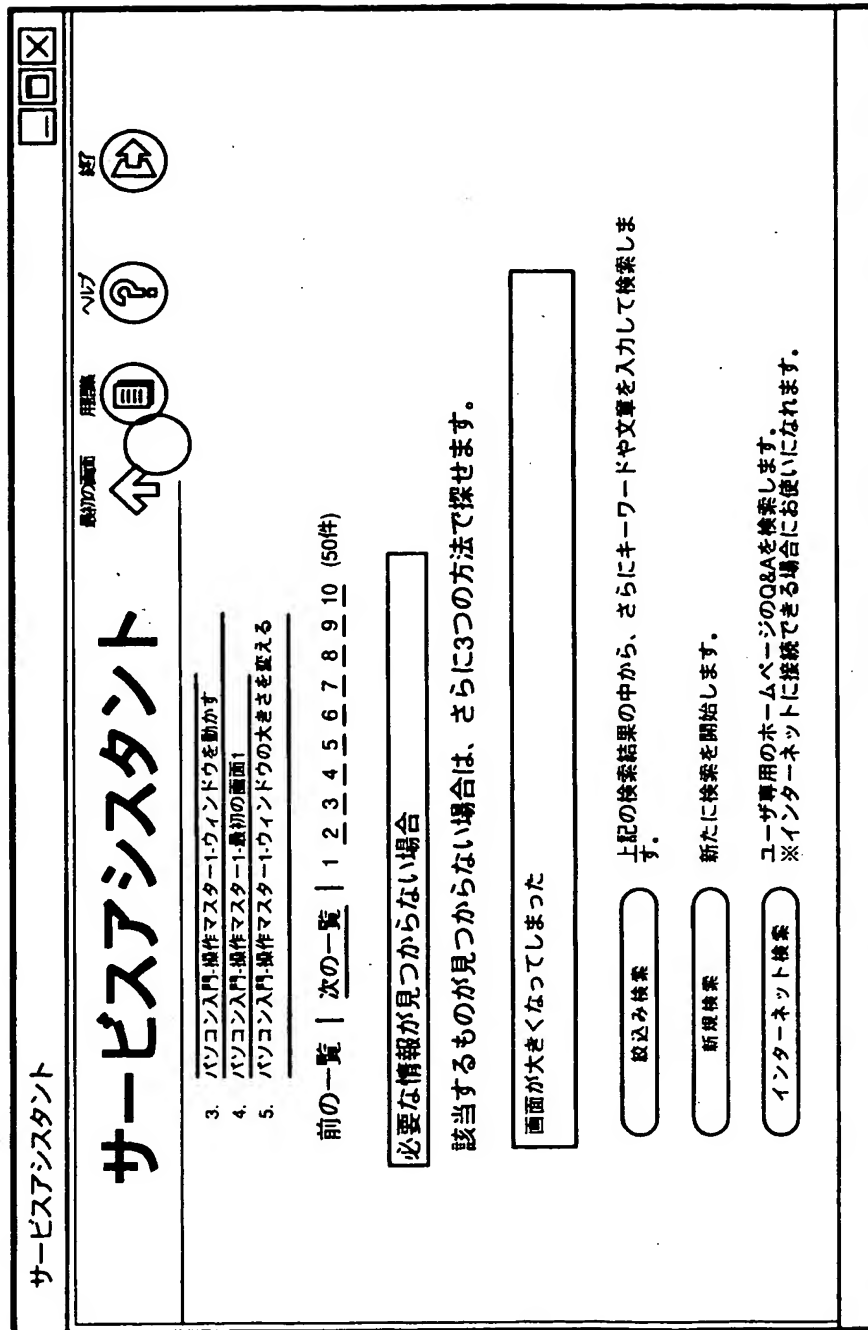 サービスアシスタント
サービスアシスタント
最初の画面
用語集
ヘルプ
終了
3. パソコン入門-操作マスター1-ウィンドウを動かす
4. パソコン入門-操作マスター1-最初の画面1
5. パソコン入門-操作マスター1-ウィンドウの大きさを変える
前の一覧 | 次の一覧 | 1 2 3 4 5 6 7 8 9 10 (50件)
必要な情報が見つからない場合
該当するものが見つからない場合は、さらに3つの方法で探せます。
画面が大きくなってしまった
絞込み検索
上記の検索結果の中から、さらにキーワードや文章を入力して検索しま
す。
新規検索
新たに検索を開始します。
インターネット検索
ユーザ専用のホームページのQ&Aを検索します。
※インターネットに接続できる場合にお使いになれます。